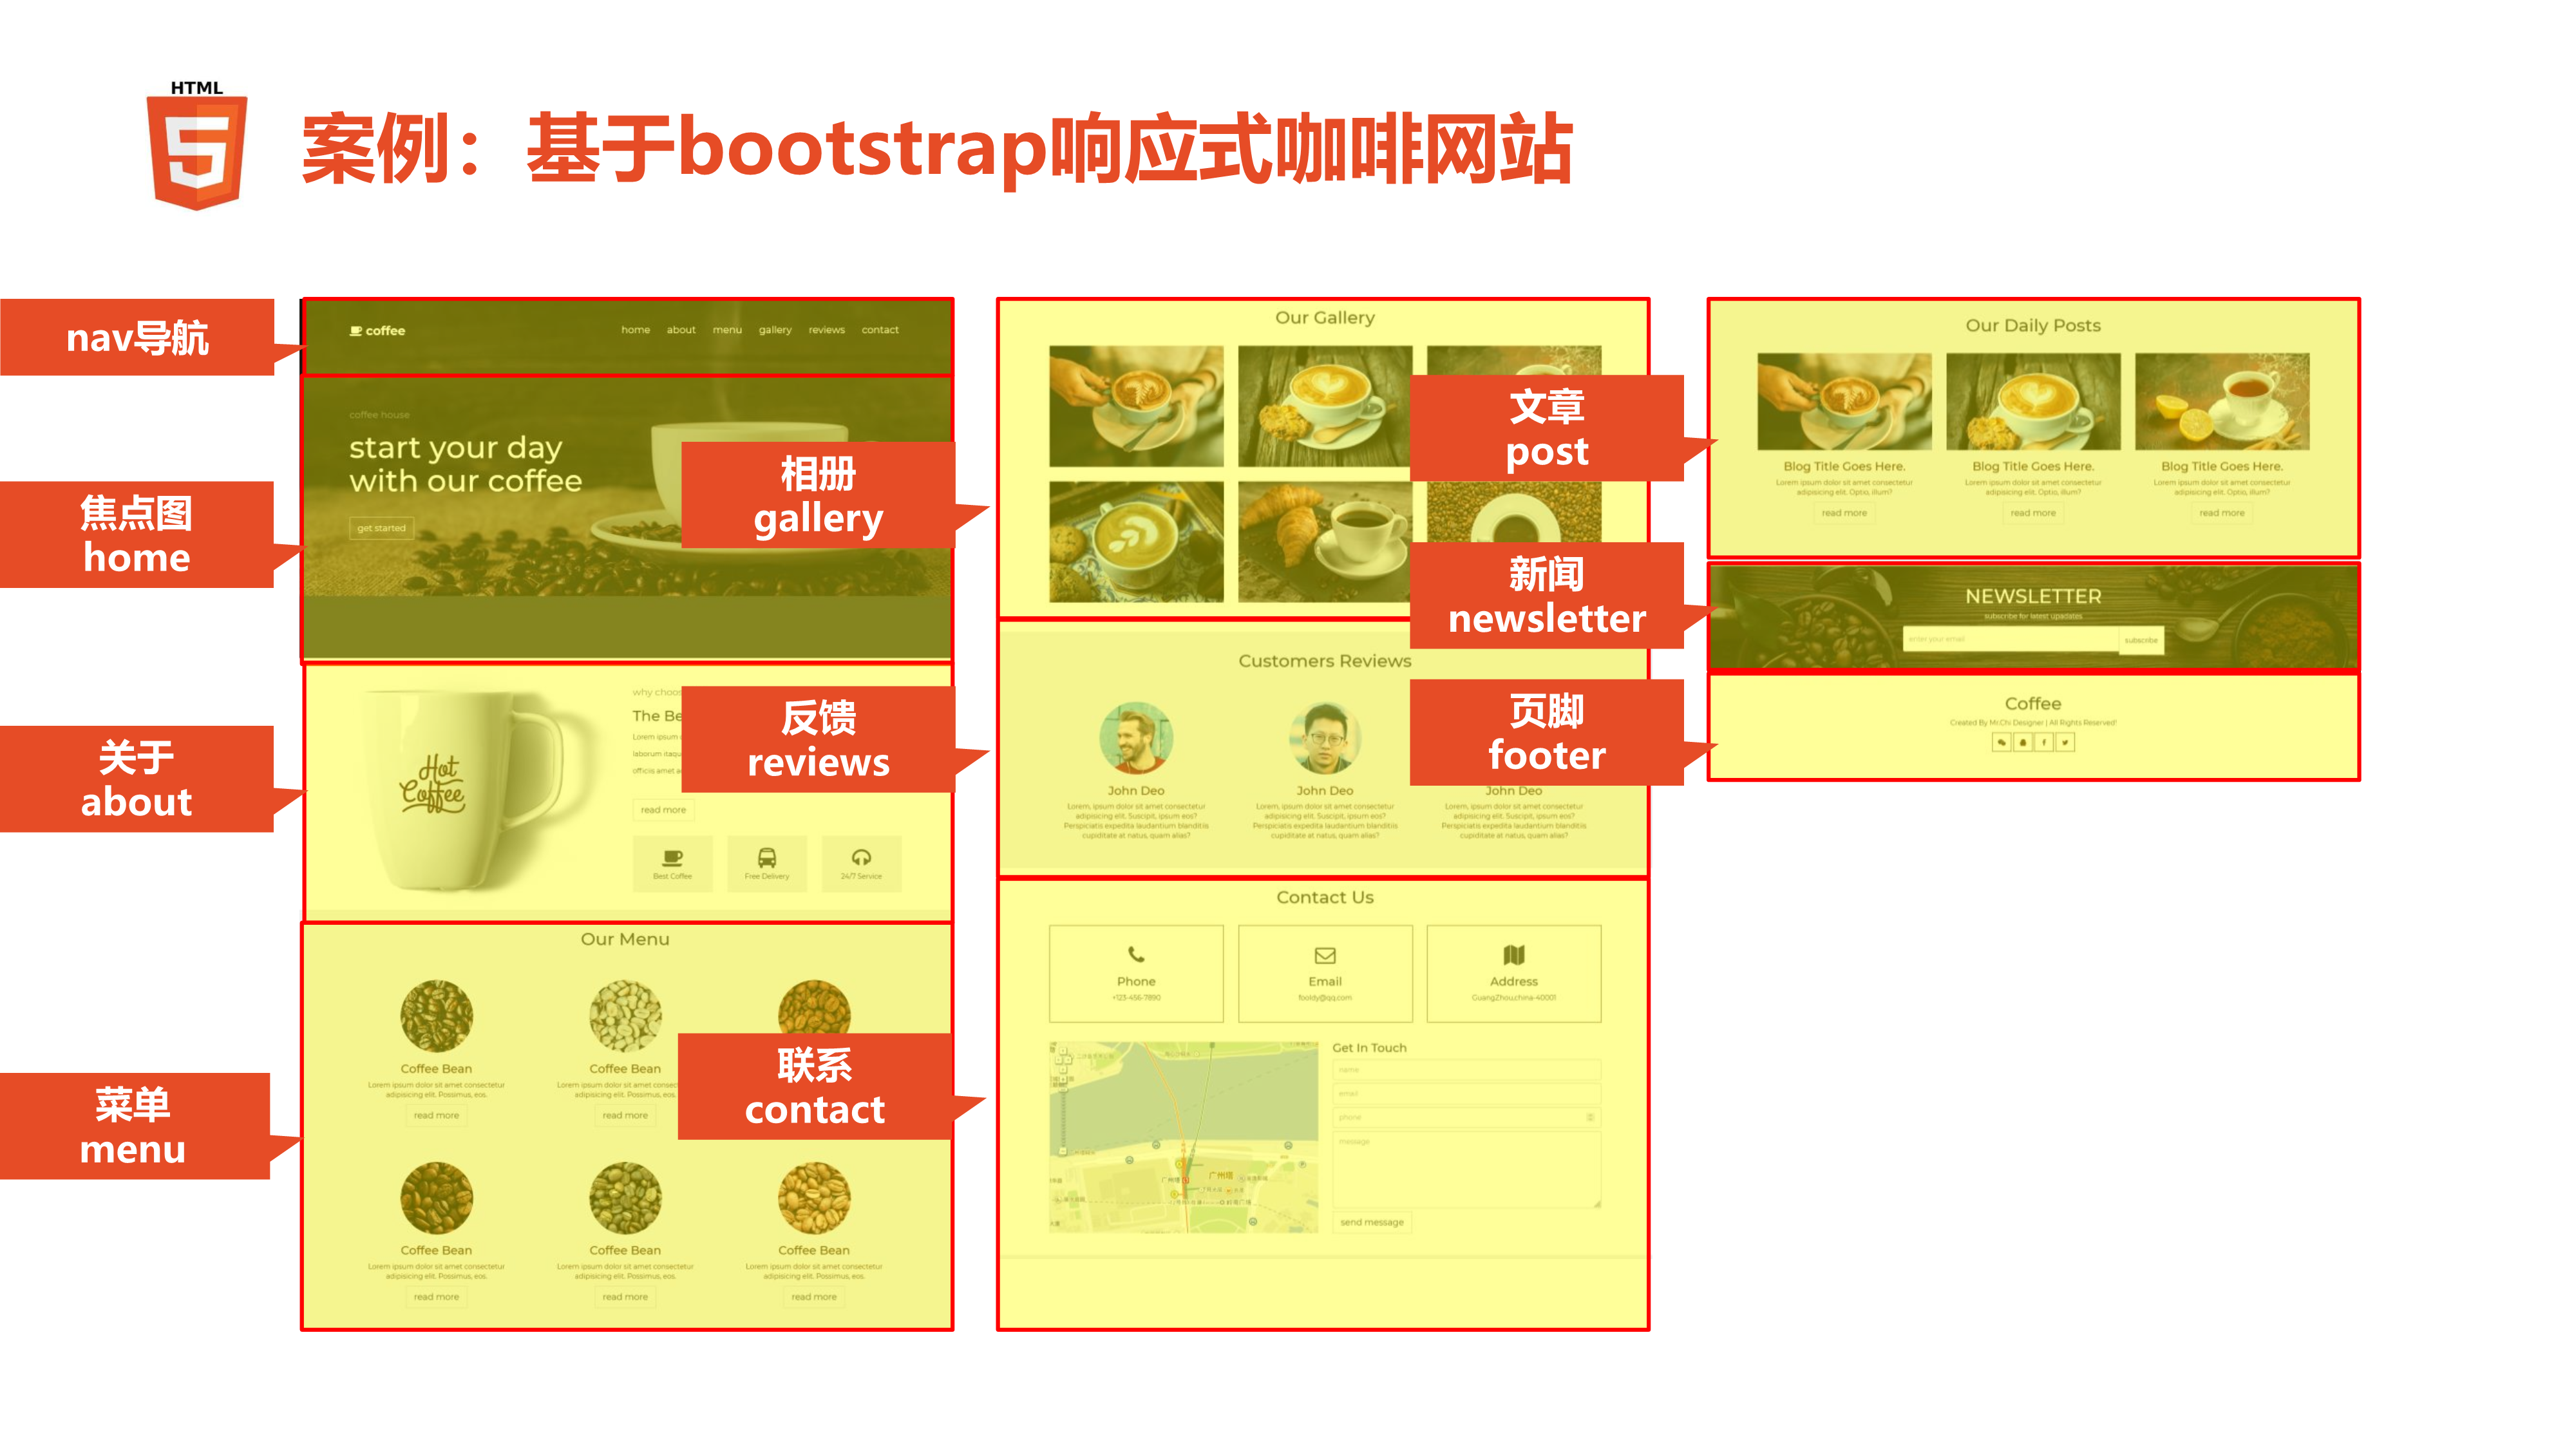 HTML
案例：基于bootstrap响应式咖啡网站
nav导航
coffee
home about menu gallery reviews contact
焦点图
home
coffee house
start your day
with our coffee
get started
关于
about
Hot
Coffee
why choos
The Be
Lorem ipsum
laborum itaqu
officiis amet a
read more
Best Coffee
Free Delivery
24/7 Service
菜单
menu
Our Menu
Coffee Bean
Lorem ipsum dolor sit amet consectetur
adipisicing elit. Possimus, eos.
read more
Coffee Bean
Lorem ipsum dolor sit amet consec
adipisicing elit. Possimus, eos.
read more
Coffee Bean
Lorem ipsum dolor sit amet consectetur
adipisicing elit. Possimus, eos.
read more
Coffee Bean
Lorem ipsum dolor sit amet consectetur
adipisicing elit. Possimus, eos.
read more
Coffee Bean
Lorem ipsum dolor sit amet consectetur
adipisicing elit. Possimus, eos.
read more
相册
gallery
Our Gallery
反馈
reviews
Customers Reviews
John Deo
Lorem, ipsum dolor sit amet consectetur
adipisicing elit. Suscipit, ipsum eos?
Perspiciatis expedita laudantium blanditiis
cupiditate at natus, quam alias?
John Deo
Lorem, ipsum dolor sit amet consectetur
adipisicing elit. Suscipit, ipsum eos?
Perspiciatis expedita laudantium blanditiis
cupiditate at natus, quam alias?
John Deo
Lorem, ipsum dolor sit amet consectetur
adipisicing elit. Suscipit, ipsum eos?
Perspiciatis expedita laudantium blanditiis
cupiditate at natus, quam alias?
联系
contact
Contact Us
Phone
+123-456-7890
Email
fooldy@qq.com
Address
GuangZhou,china-40001
广州塔
广州塔
Get In Touch
name
email
phone
message
send message
文章
post
Our Daily Posts
Blog Title Goes Here.
Lorem ipsum dolor sit amet consectetur
adipisicing elit. Optio, illum?
read more
Blog Title Goes Here.
Lorem ipsum dolor sit amet consectetur
adipisicing elit. Optio, illum?
read more
Blog Title Goes Here.
Lorem ipsum dolor sit amet consectetur
adipisicing elit. Optio, illum?
read more
新闻
newsletter
NEWSLETTER
subscribe for latest upadates
enter your email
subscribe
页脚
footer
Coffee
Created By Mr.Chi Designer | All Rights Reserved!